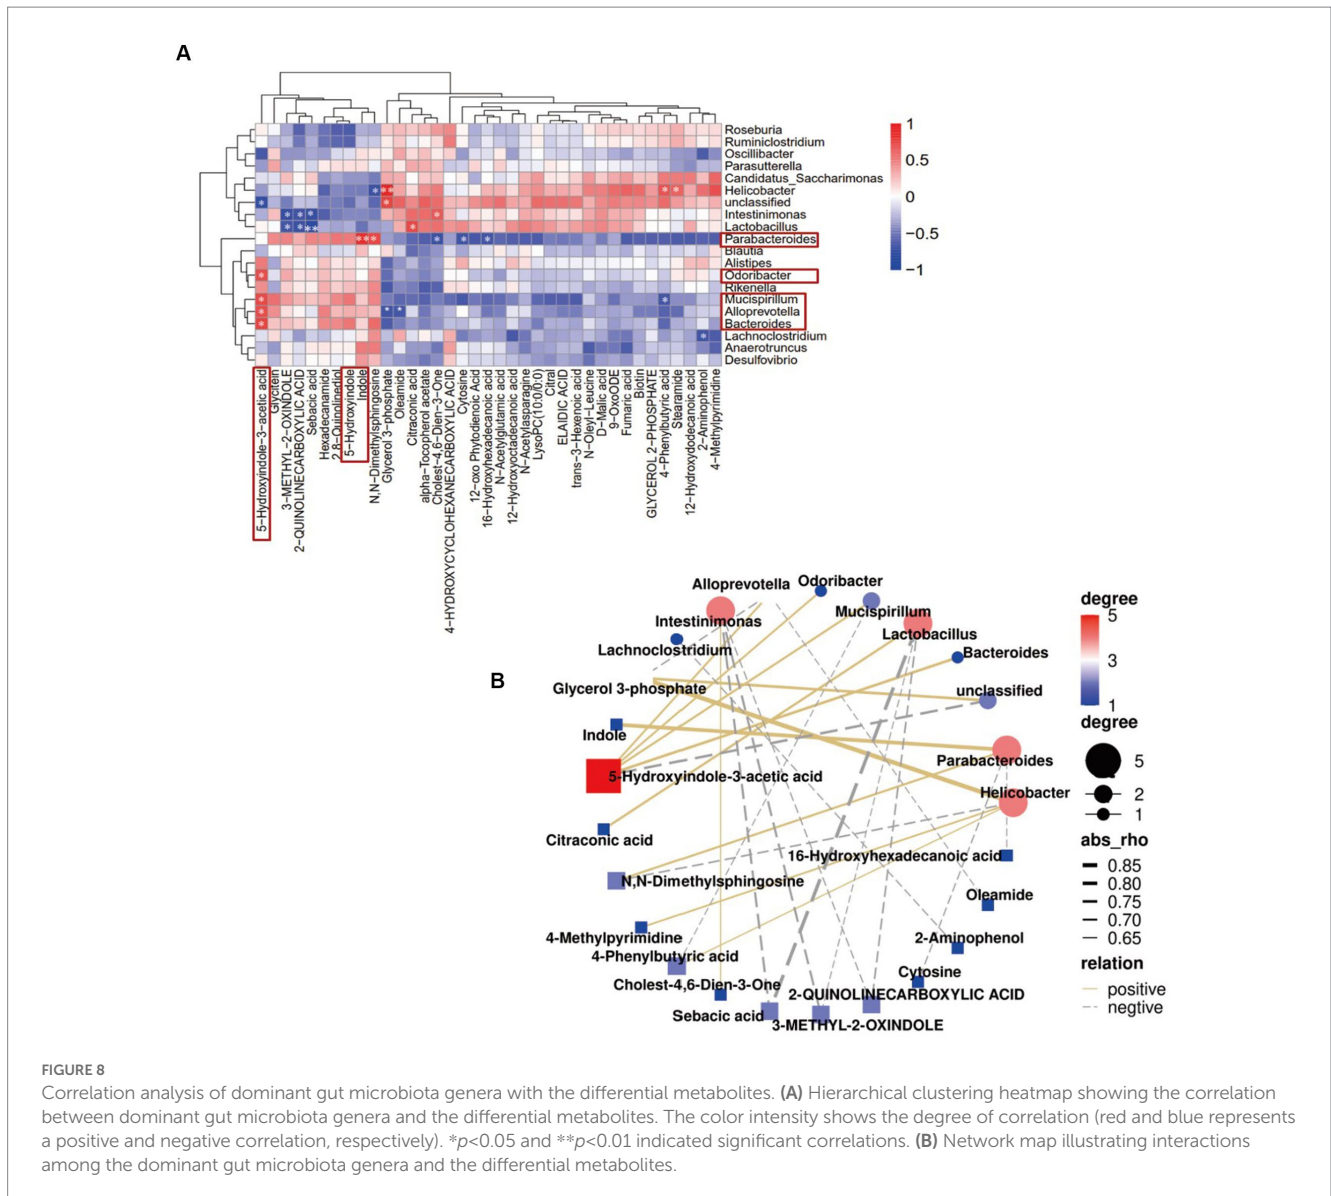 A
Roseburia
Ruminiclostridium
Oscillibacter
Parasutterella
Candidatus_Saccharimonas
Helicobacter
unclassified
Intestinimonas
Lactobacillus
Parabacteroides
Blautia
Alistipes
Odoribacter
Rikenella
Mucispirillum
Alloprevotella
Bacteroides
Lachnoclostridium
Anaerotruncus
Desulfovibrio
1
0.5
0
−0.5
−1
5−Hydroxyindole−3−acetic acid
Glycitein
3−METHYL−2−OXINDOLE
2−QUINOLINECARBOXYLIC ACID
Sebacic acid
Hexadecanamide
2,8−Quinolinediol
5−Hydroxyindole
Indole
N,N−Dimethylsphingosine
Glycerol 3−phosphate
Oleamide
Citraconic acid
alpha−Tocopherol acetate
Cholest−4,6−Dien−3−One
4−HYDROXYCYCLOHEXANECARBOXYLIC ACID
Cytosine
12−oxo Phytodienoic Acid
16−Hydroxyhexadecanoic acid
N−Acetylglutamic acid
12−Hydroxyoctadecanoic acid
N−Acetylasparagine
LysoPC(10:0/0:0)
Citral
ELAIDIC ACID
trans−3−Hexenoic acid
N−Oleyl−Leucine
D−Malic acid
9−OxoODE
Fumaric acid
Biotin
GLYCEROL 2−PHOSPHATE
4−Phenylbutyric acid
Stearamide
12−Hydroxydodecanoic acid
2−Aminophenol
4−Methylpyrimidine
B
Alloprevotella
Odoribacter
Intestinimonas
Mucispirillum
Lactobacillus
Lachnoclostridium
Bacteroides
Glycerol 3-phosphate
unclassified
Indole
Parabacteroides
5-Hydroxyindole-3-acetic acid
Helicobacter
Citraconic acid
16-Hydroxyhexadecanoic acid
N,N-Dimethylsphingosine
Oleamide
4-Methylpyrimidine
2-Aminophenol
4-Phenylbutyric acid
Cytosine
Cholest-4,6-Dien-3-One
2-QUINOLINECARBOXYLIC ACID
Sebacic acid
3-METHYL-2-OXINDOLE
degree
5
3
1
degree
5
2
1
abs_rho
0.85
0.80
0.75
0.70
0.65
relation
positive
negtive
FIGURE 8
Correlation analysis of dominant gut microbiota genera with the differential metabolites. (A) Hierarchical clustering heatmap showing the correlation
between dominant gut microbiota genera and the differential metabolites. The color intensity shows the degree of correlation (red and blue represents
a positive and negative correlation, respectively). *p<0.05 and **p<0.01 indicated significant correlations. (B) Network map illustrating interactions
among the dominant gut microbiota genera and the differential metabolites.